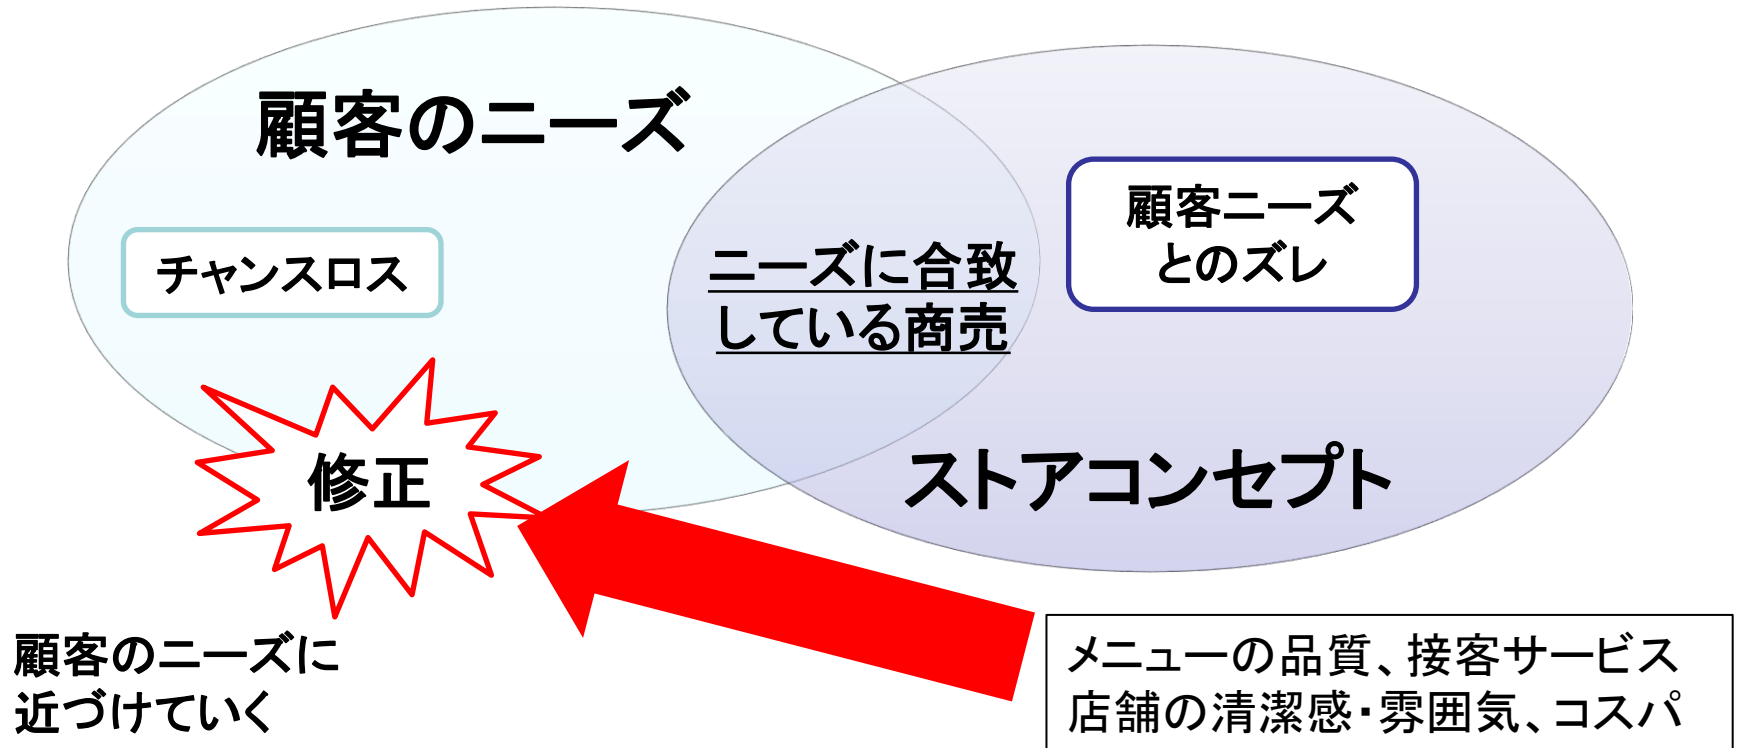 顧客のニーズ
チャンスロス
ニーズに合致
している商売
顧客ニーズ
とのズレ
ストアコンセプト
修正
顧客のニーズに
近づけていく
メニューの品質、接客サービス
店舗の清潔感・雰囲気、コスパ